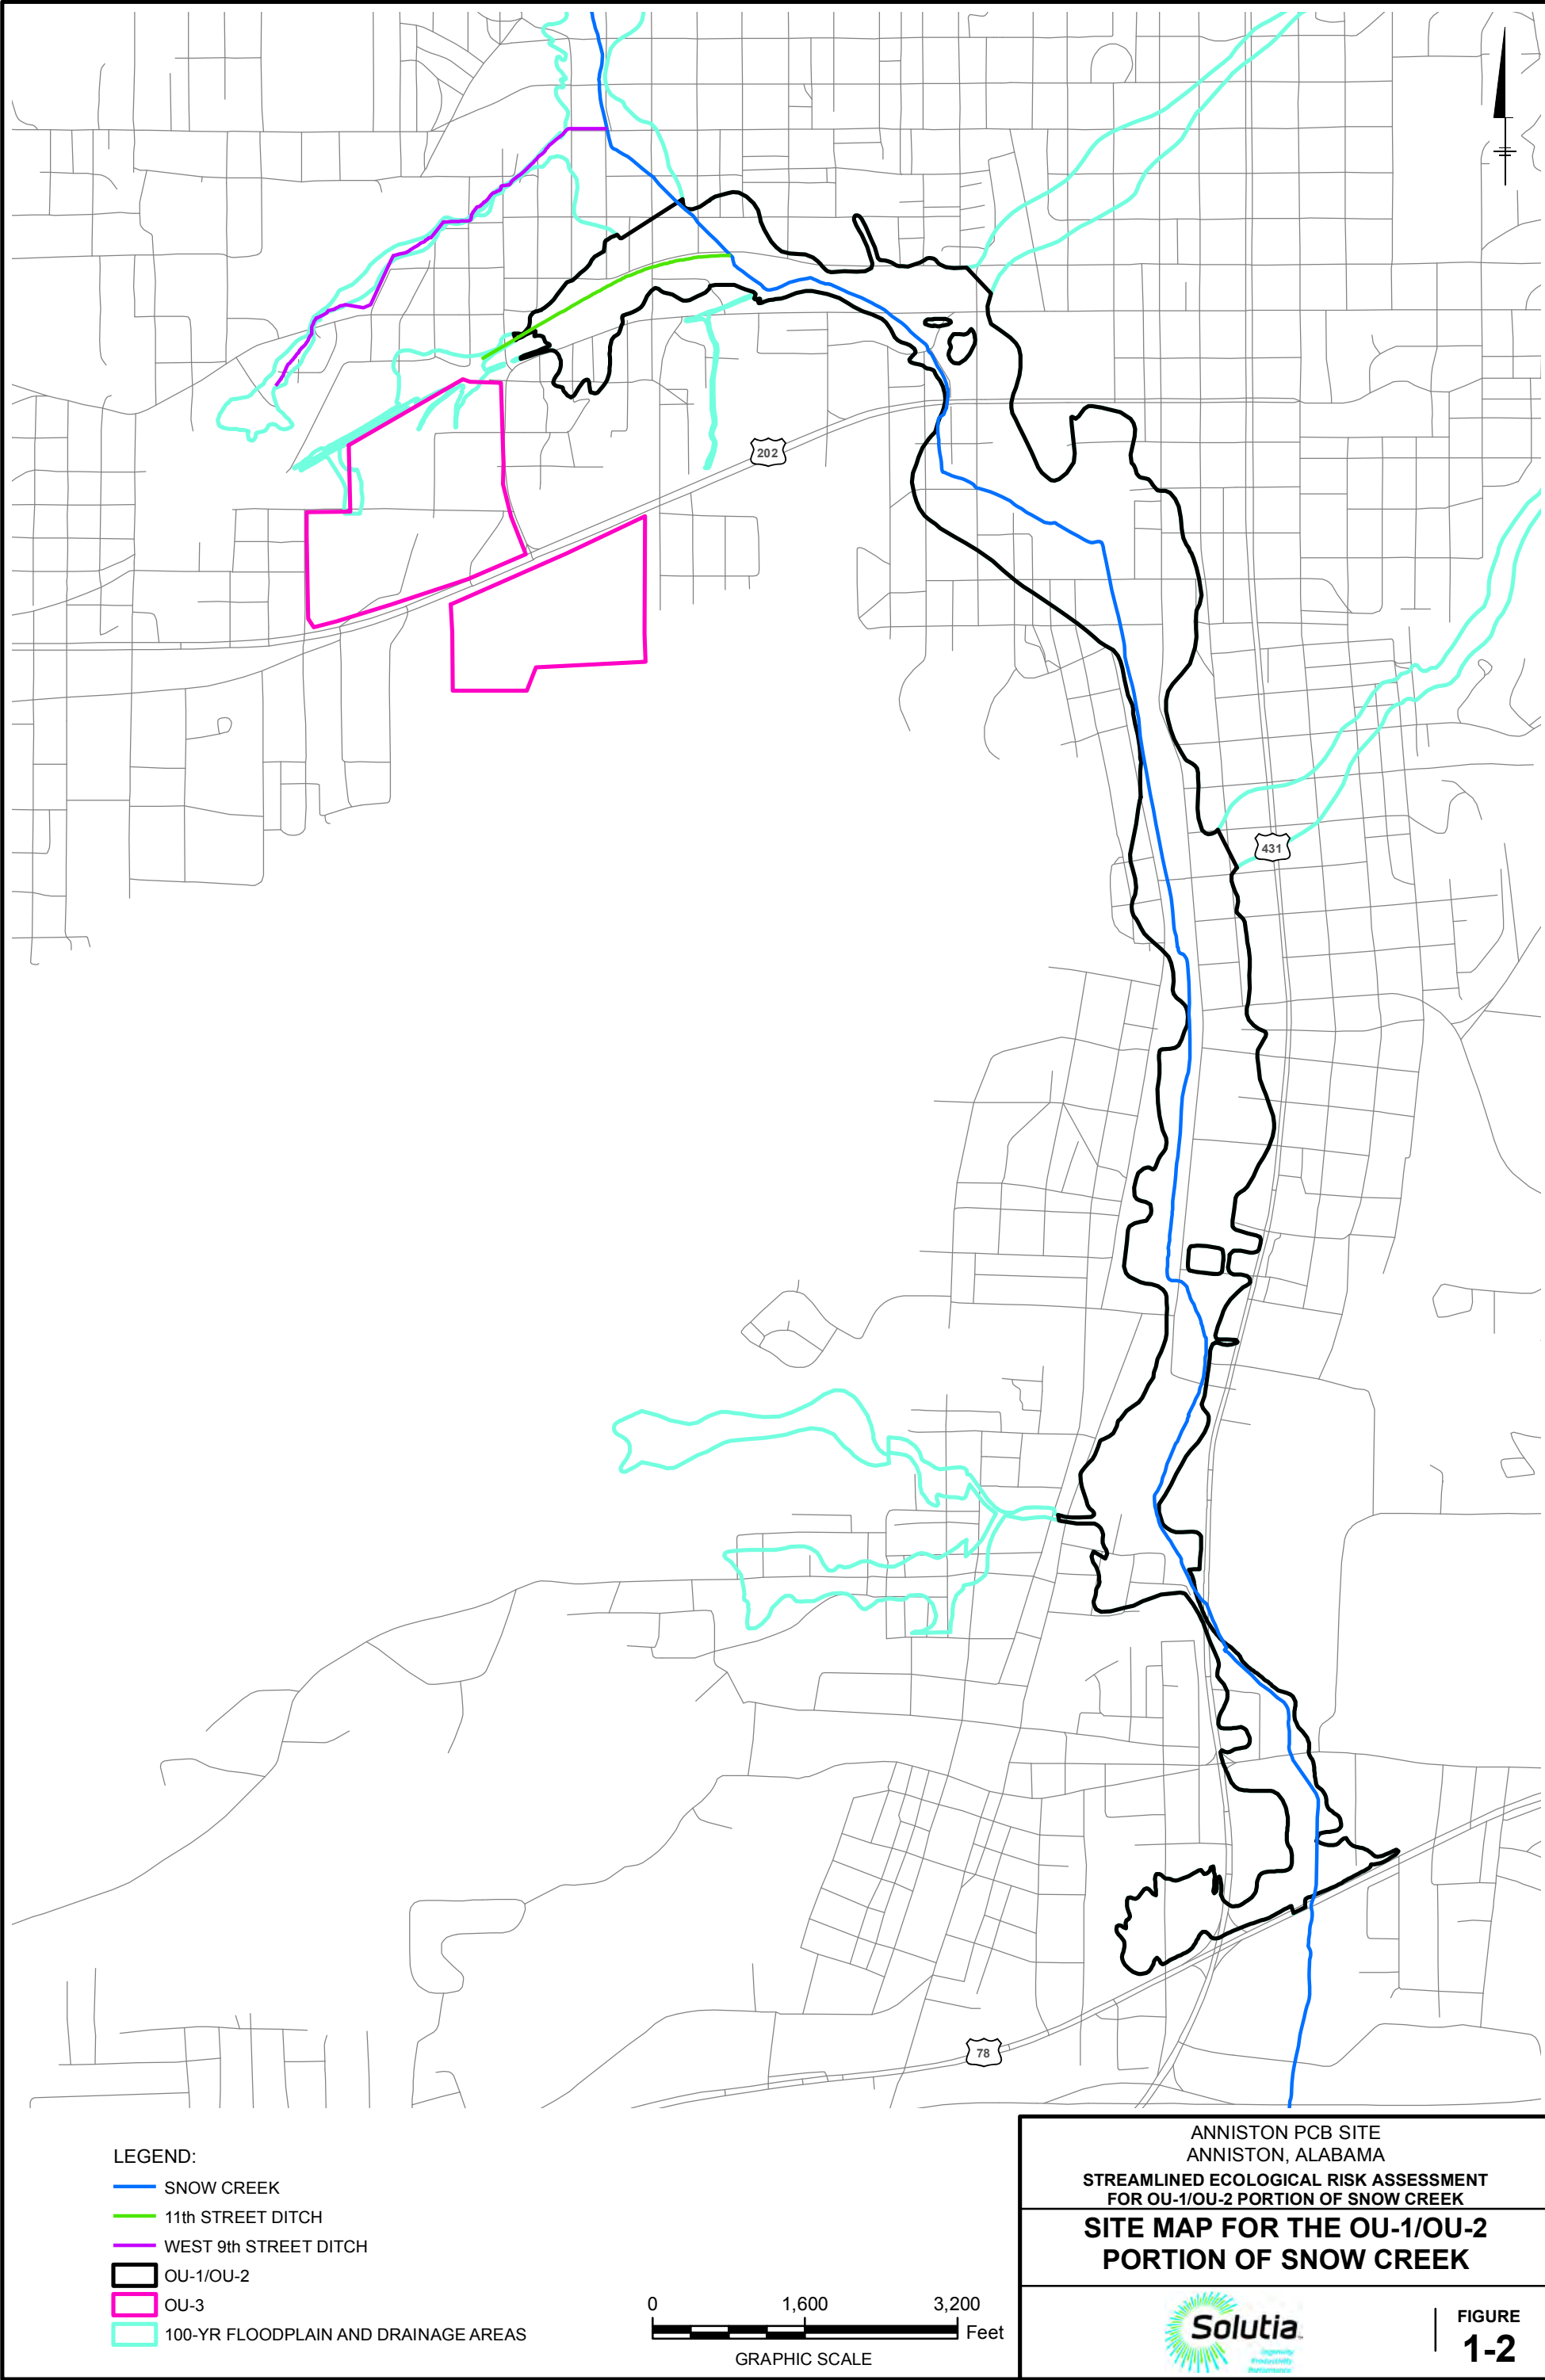 202
431
78
LEGEND:
SNOW CREEK
11th STREET DITCH
WEST 9th STREET DITCH
OU-1/OU-2
OU-3
100-YR FLOODPLAIN AND DRAINAGE AREAS
0 1,600 3,200
Feet
GRAPHIC SCALE
ANNISTON PCB SITE
ANNISTON, ALABAMA
STREAMLINED ECOLOGICAL RISK ASSESSMENT
FOR OU-1/OU-2 PORTION OF SNOW CREEK
SITE MAP FOR THE OU-1/OU-2
PORTION OF SNOW CREEK
Solutia
Ingenuity
Productivity
Performance
FIGURE
1-2